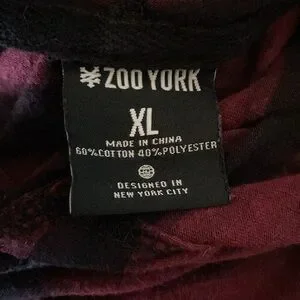 ZOO YORK
XL
MADE IN CHINA
60%COTTON 40%POLYESTER
DESIGNED IN
NEW YORK CITY